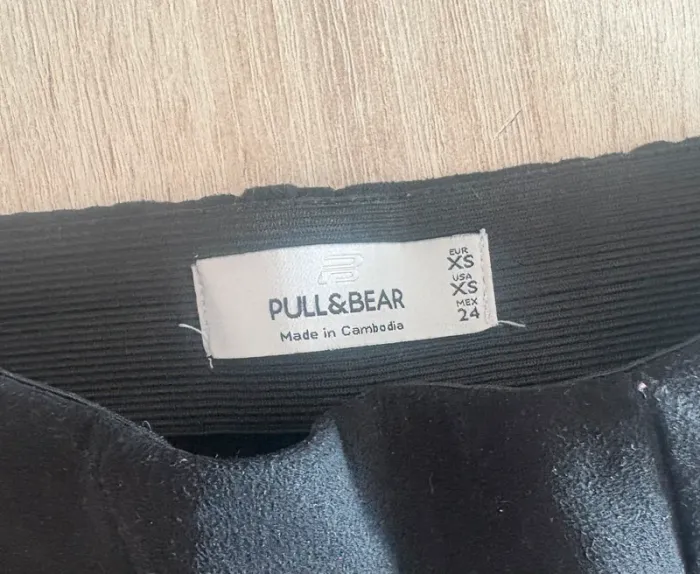 PULL&BEAR
Made in Cambodia
EUR
XS
USA
XS
MEX
24